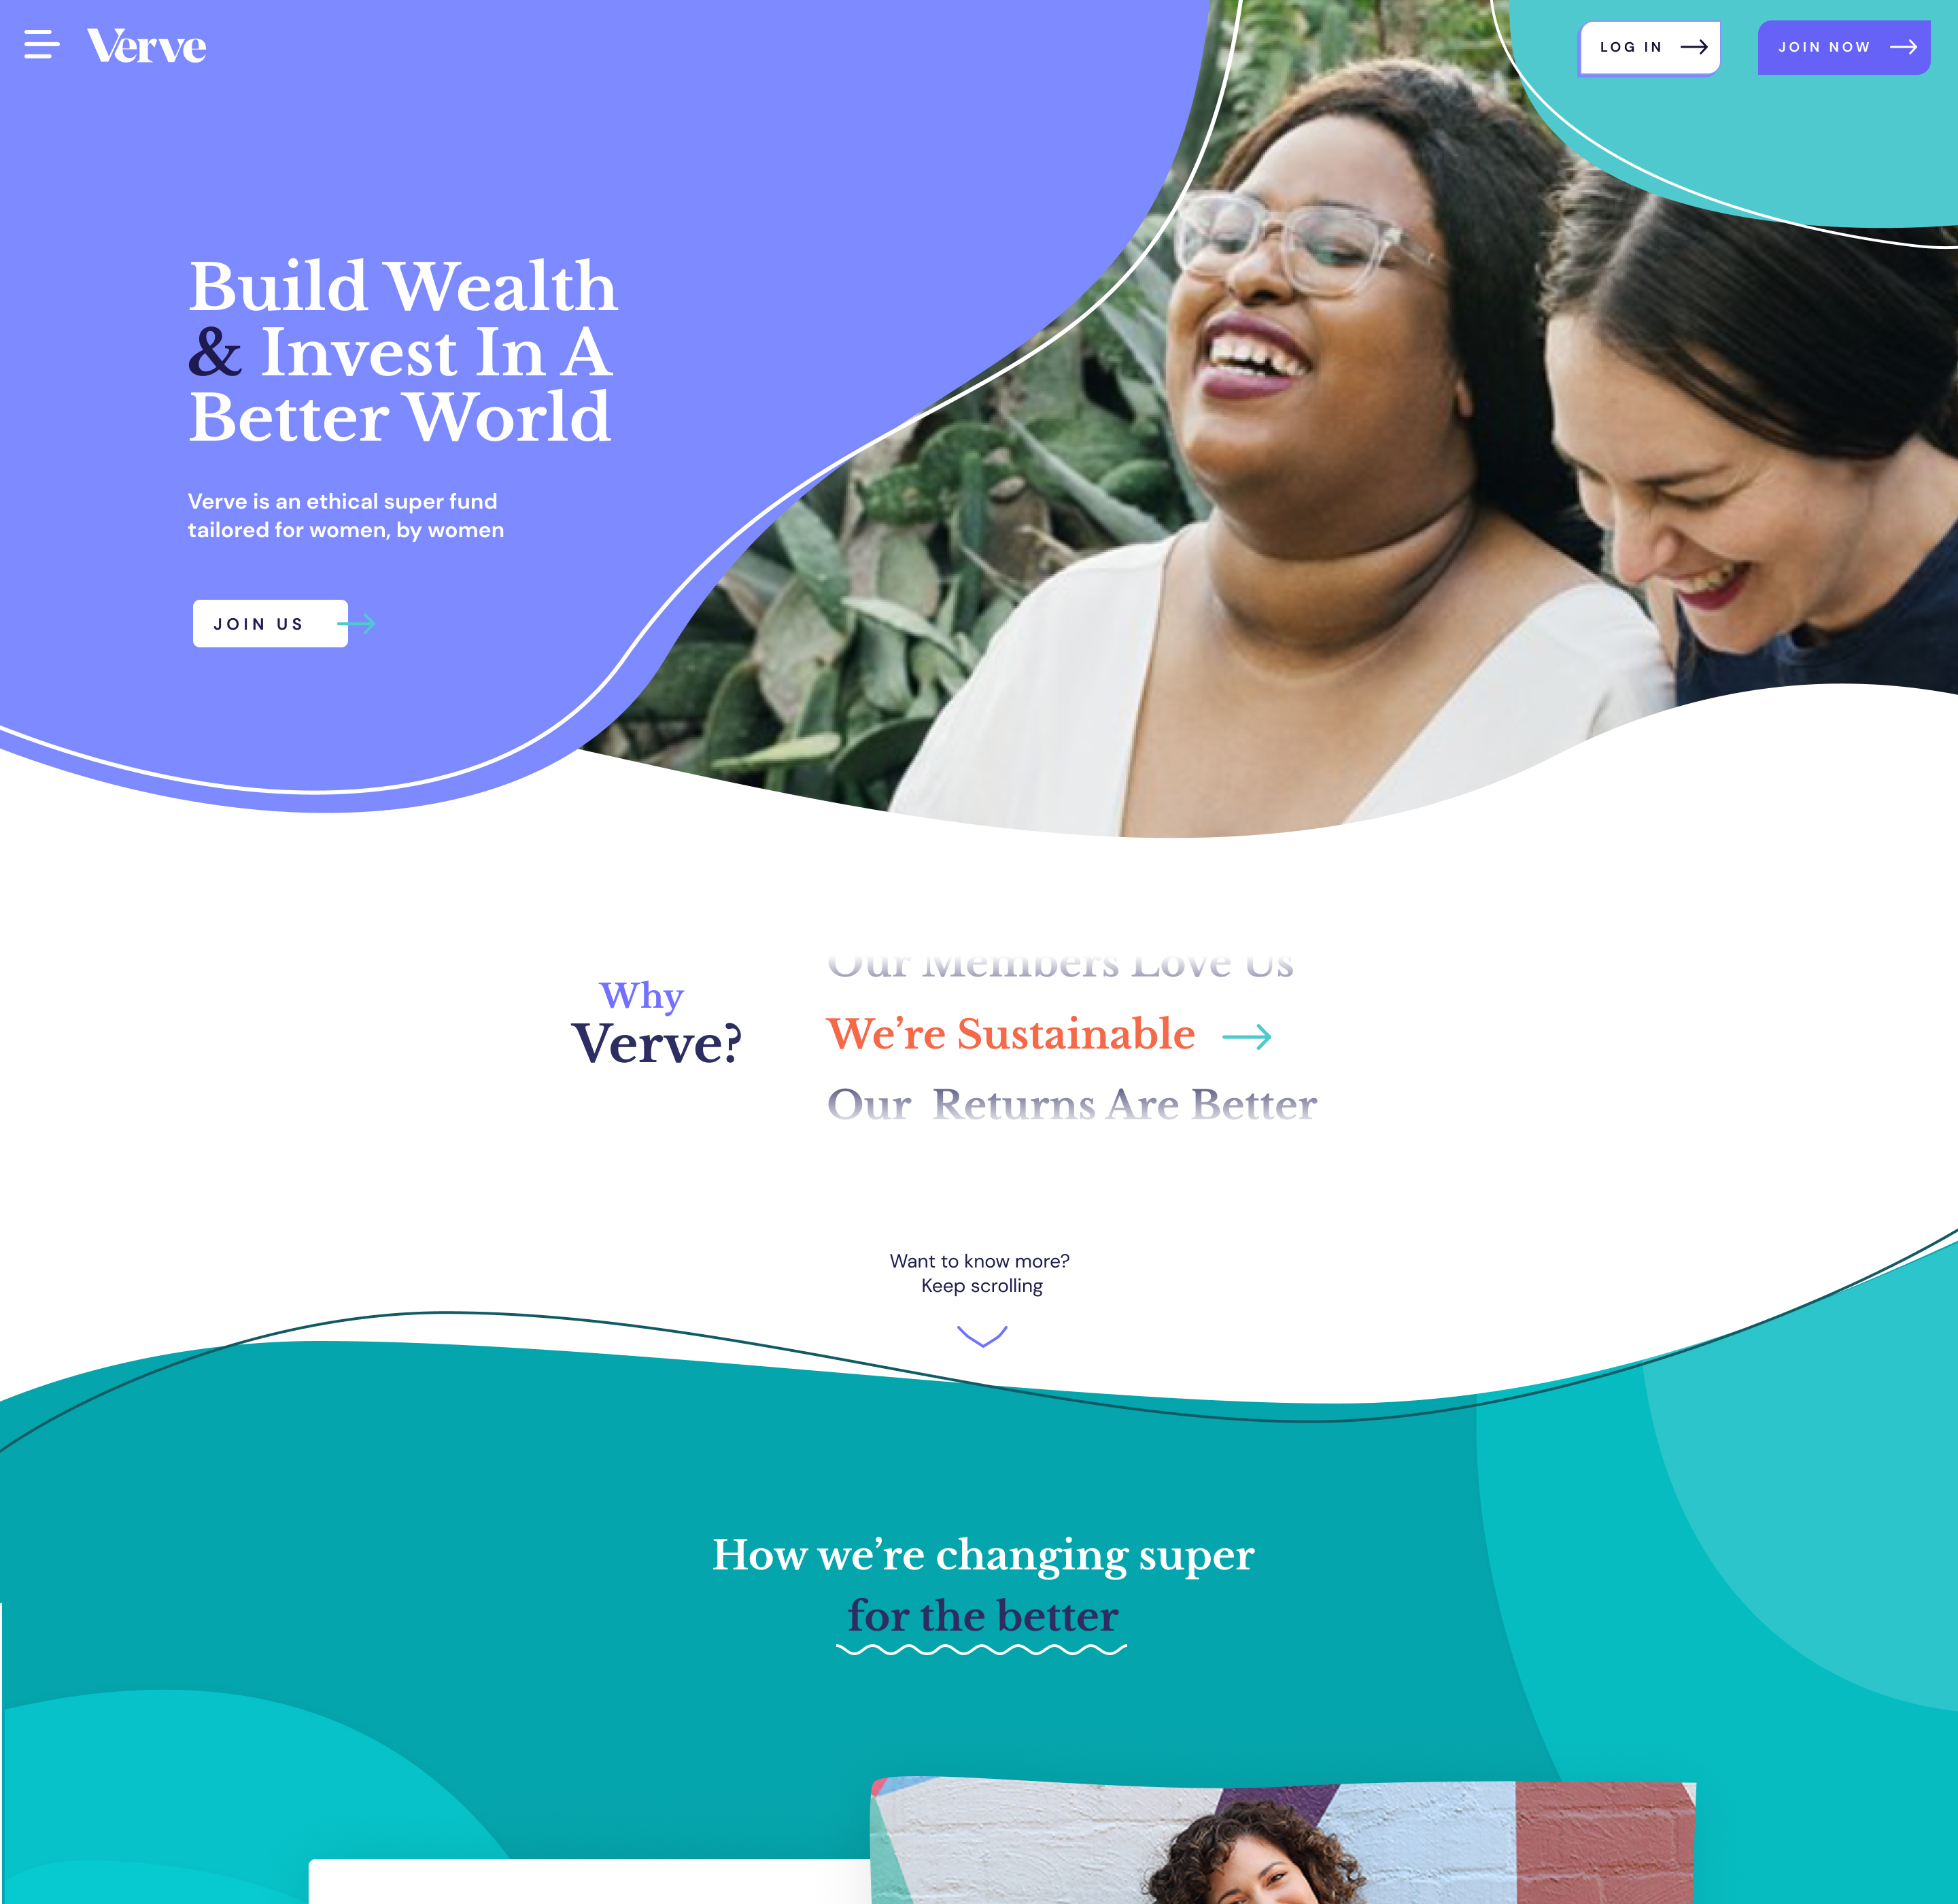 Verve
LOG IN
JOIN NOW
Build Wealth
& Invest In A
Better World
Verve is an ethical super fund
tailored for women, by women
JOIN US
Why
Verve?
Our Members Love Us
We’re Sustainable
Our Returns Are Better
Want to know more?
Keep scrolling
How we’re changing super
for the better